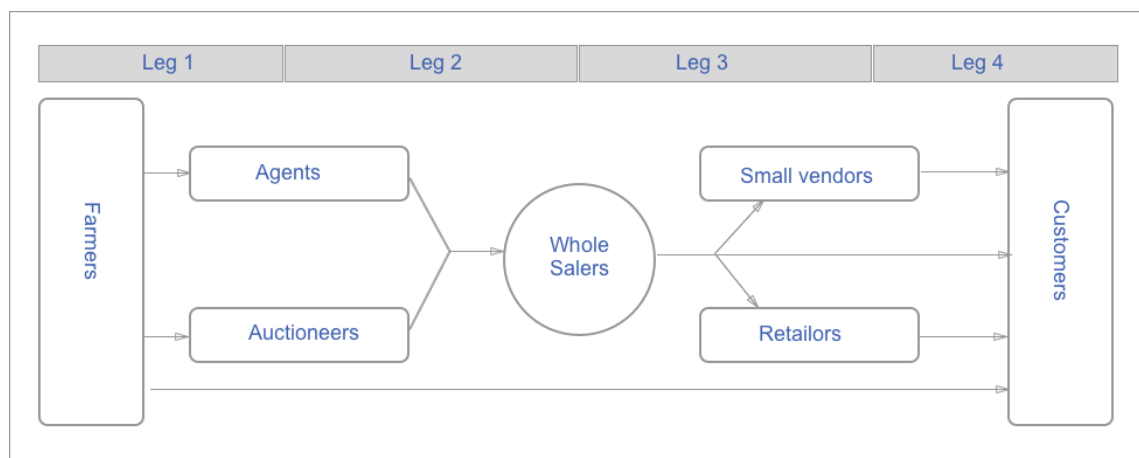 Leg 1
Leg 2
Leg 3
Leg 4
Farmers
Agents
Auctioneers
Whole
Salers
Small vendors
Retailors
Customers